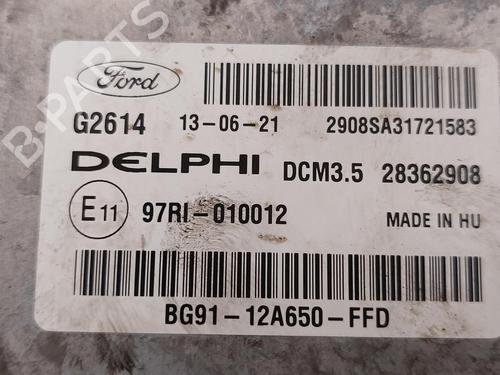 Ford
G2614 13-06-21 2908SA31721583
DELPHI DCM3.5 28362908
E11 97RI-010012 MADE IN HU
BG91-12A650-FFD
B-PARTS